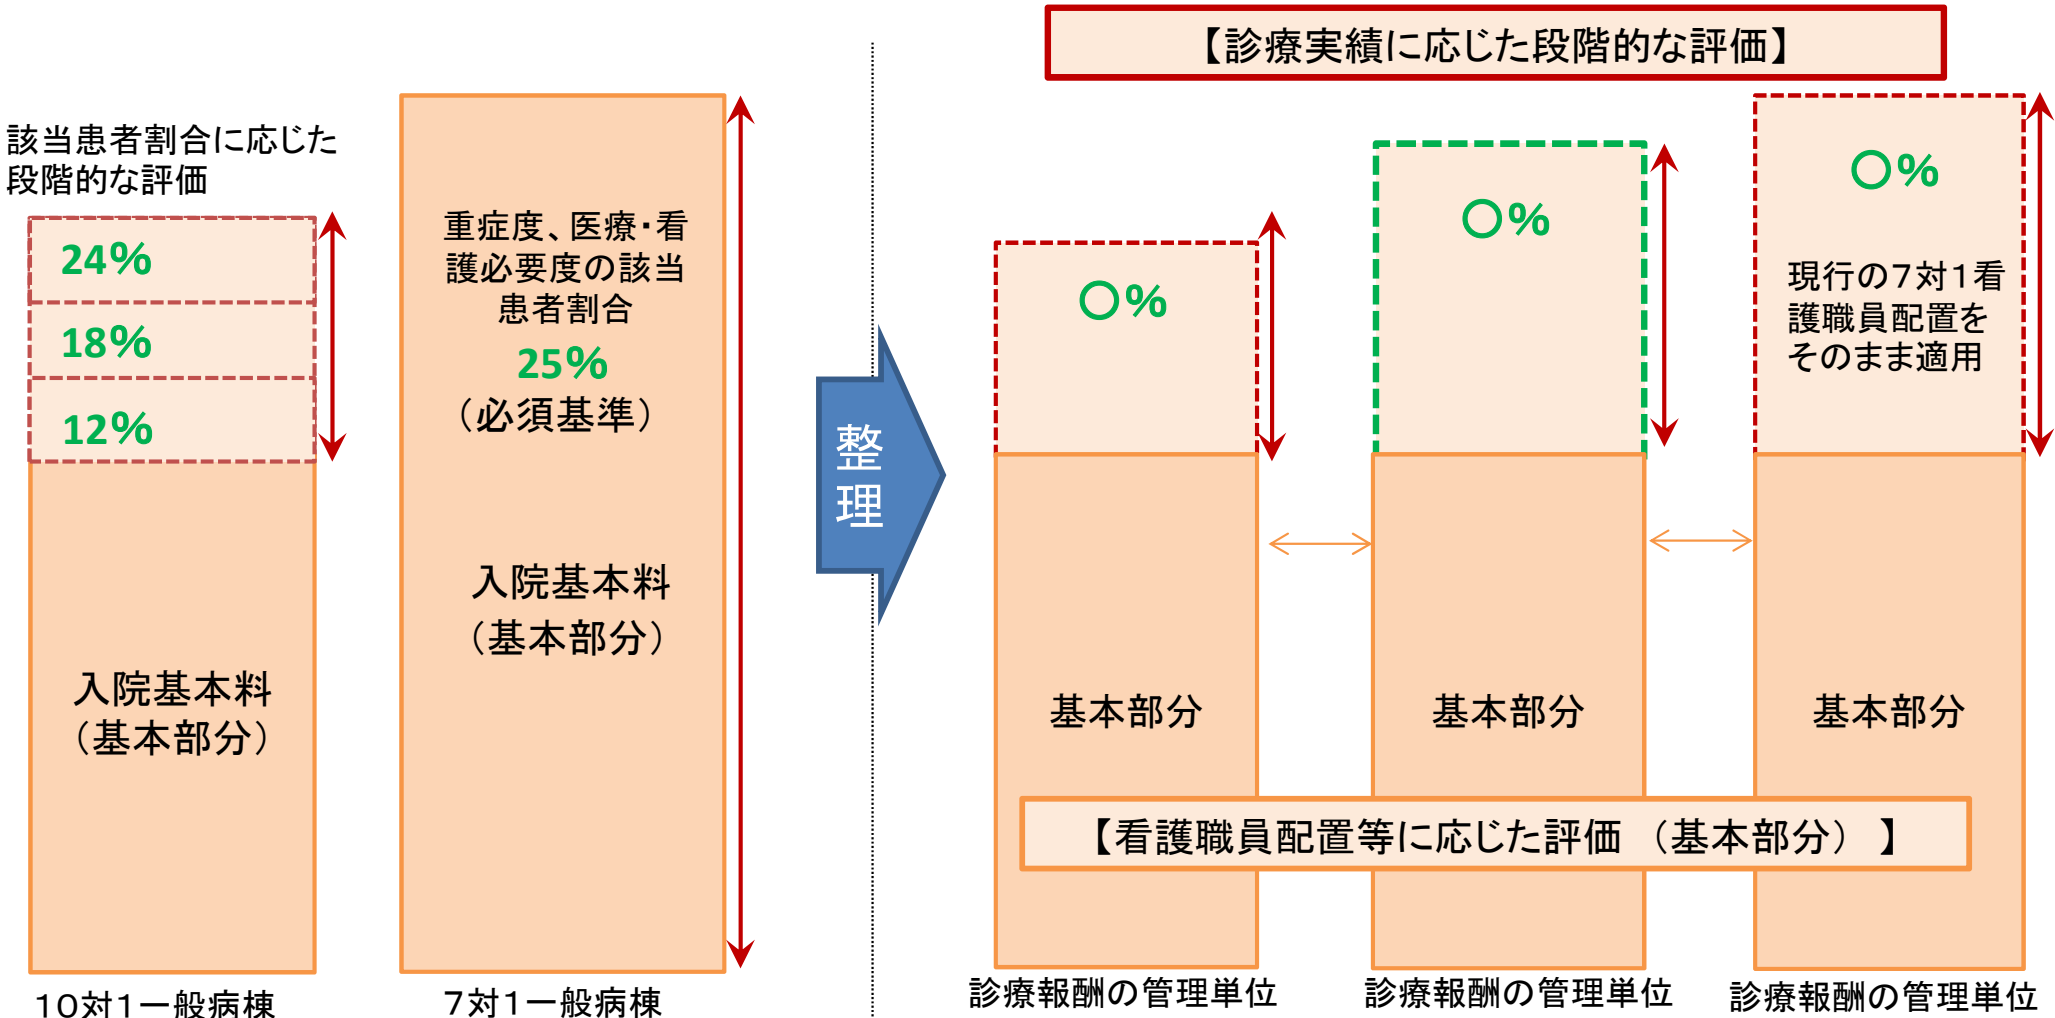 該当患者割合に応じた
段階的な評価
24%
18%
12%
入院基本料
(基本部分)
10対1一般病棟
重症度、医療・看
護必要度の該当
患者割合
25%
(必須基準)
入院基本料
(基本部分)
7対1一般病棟
整
理
【診療実績に応じた段階的な評価】
○%
○%
○%
現行の7対1看
護職員配置を
そのまま適用
基本部分
基本部分
基本部分
【看護職員配置等に応じた評価 (基本部分) 】
診療報酬の管理単位
診療報酬の管理単位
診療報酬の管理単位